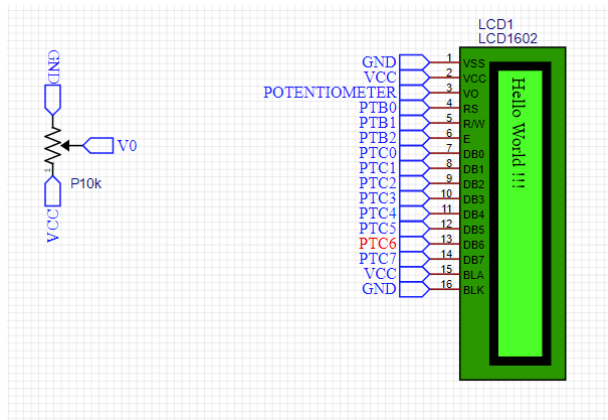 LCD1
LCD1602
GND 1 VSS
VCC 2 VCC
POTENTIOMETER 3 VO
PTB0 4 RS
PTB1 5 R/W
PTB2 6 E
PTC0 7 DB0
PTC1 8 DB1
PTC2 9 DB2
PTC3 10 DB3
PTC4 11 DB4
PTC5 12 DB5
PTC6 13 DB6
PTC7 14 DB7
VCC 15 BLA
GND 16 BLK
Hello World !!!
GND
V0
1
P10k
VCC